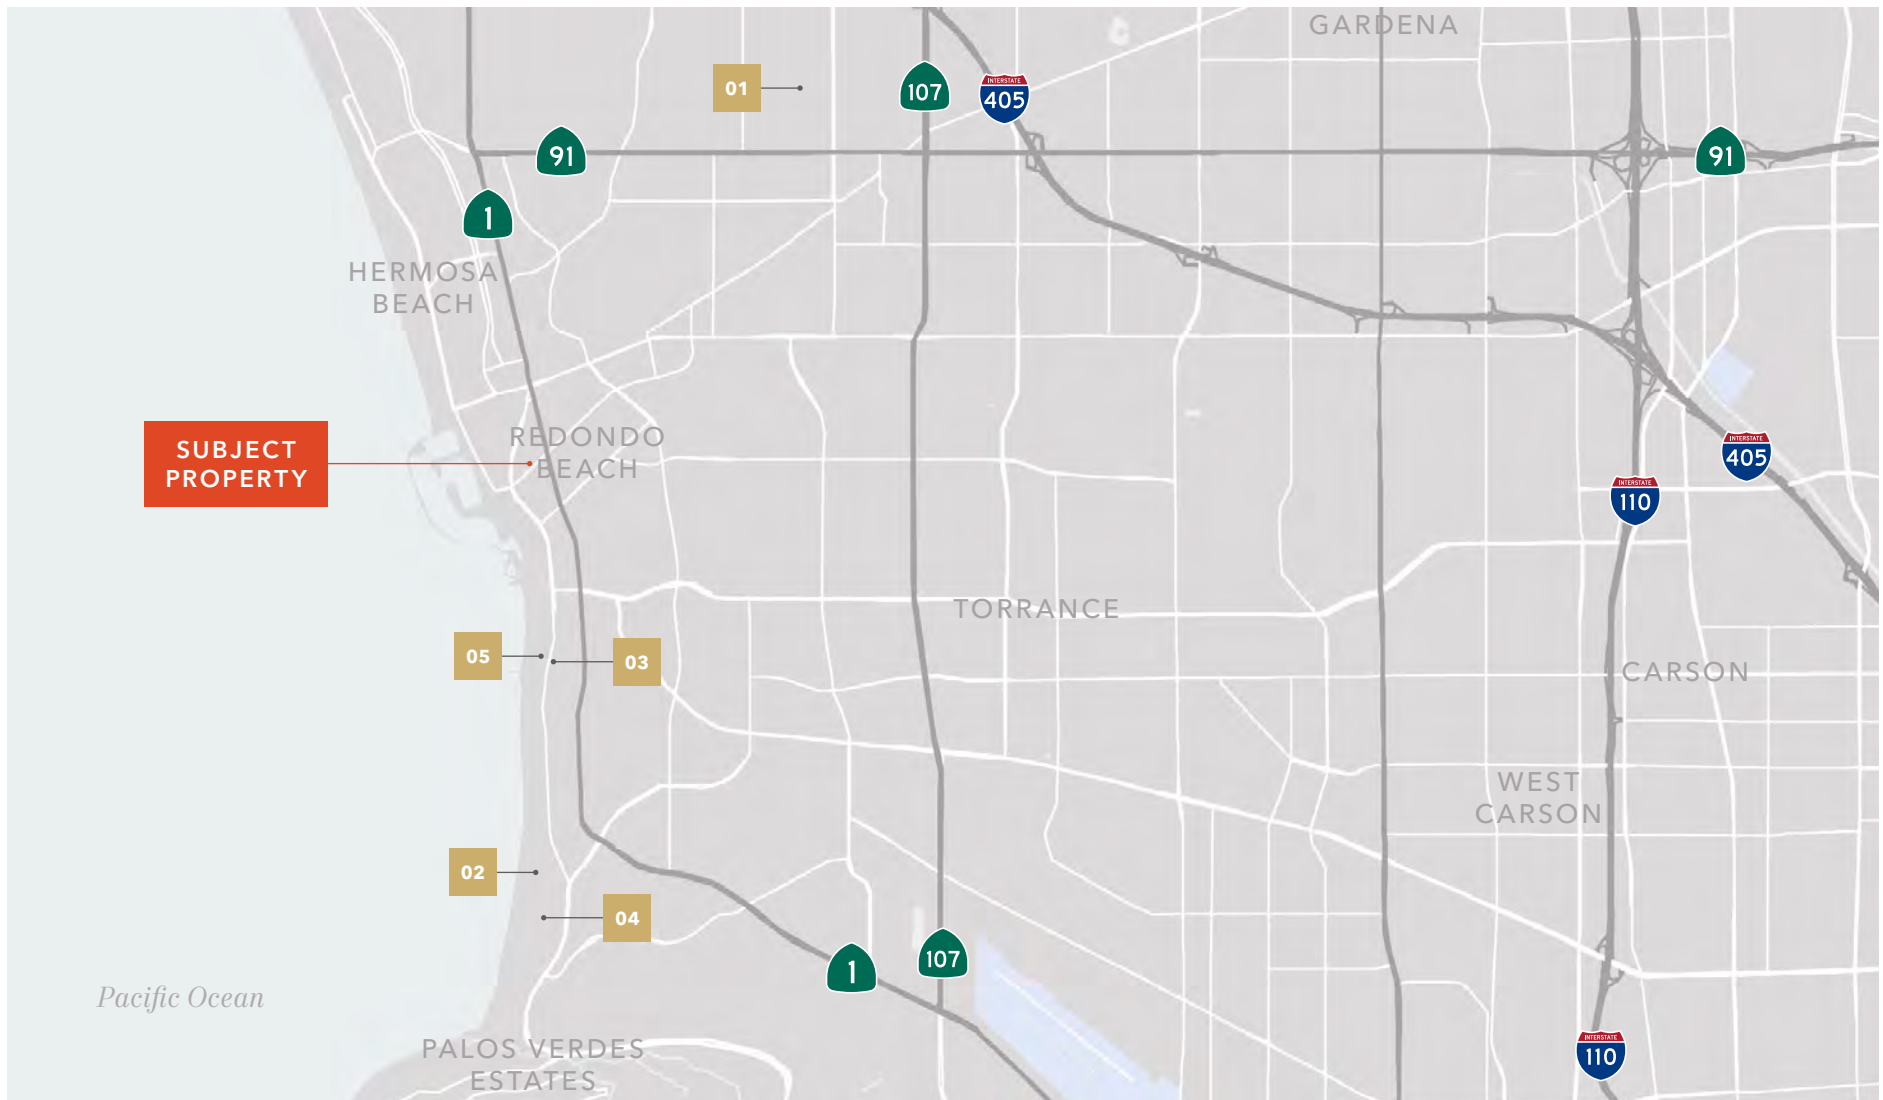 GARDENA
01
107
INTERSTATE
405
91
91
1
HERMOSA
BEACH
SUBJECT
PROPERTY
REDONDO
BEACH
INTERSTATE
405
INTERSTATE
110
TORRANCE
05
03
CARSON
WEST
CARSON
02
04
1
107
Pacific Ocean
PALOS VERDES
ESTATES
INTERSTATE
110